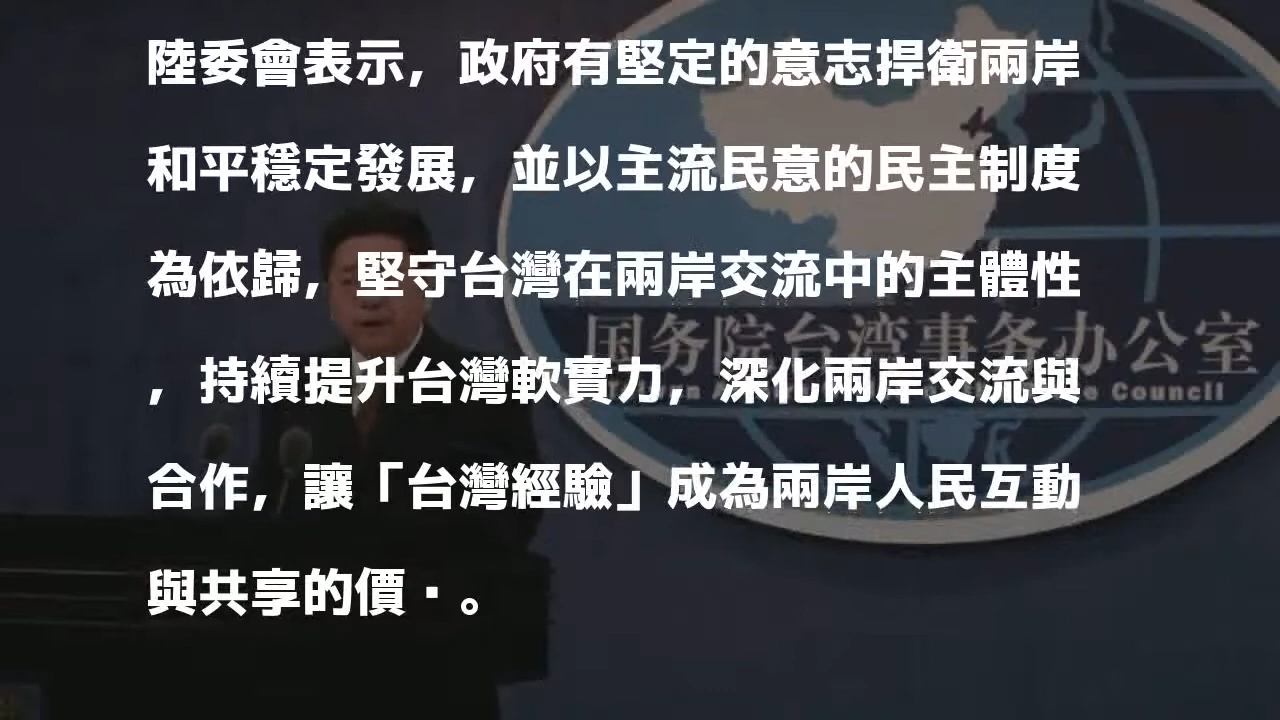 陸委會表示，政府有堅定的意志捍衛兩岸
和平穩定發展，並以主流民意的民主制度
為依歸，堅守台灣在兩岸交流中的主體性
，持續提升台灣軟實力，深化兩岸交流與
合作，讓「台灣經驗」成為兩岸人民互動
與共享的價▪。
国务院台湾事务办公室
Council